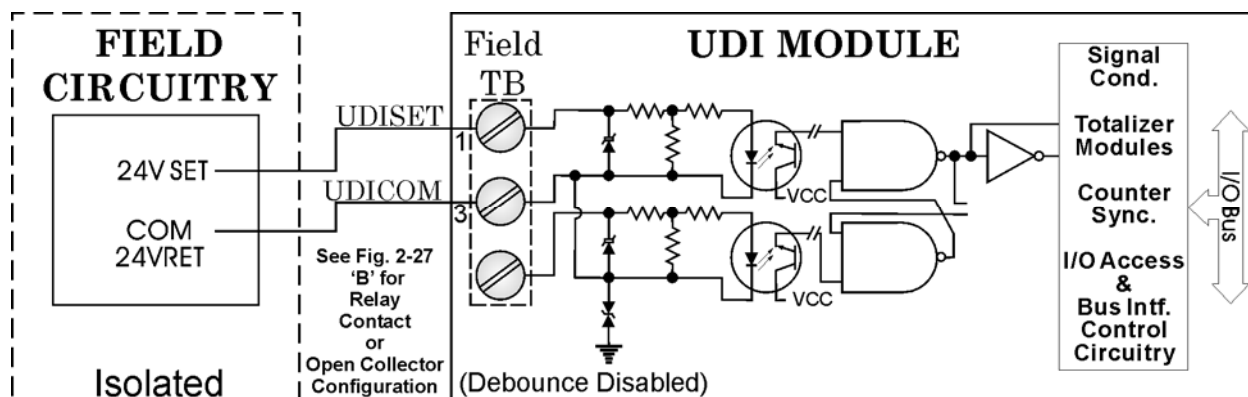 FIELD
CIRCUITRY
24V SET
COM
24VRET
Isolated
UDISET
UDICOM
See Fig. 2-27
‘B’ for
Relay
Contact
or
Open Collector
Configuration
UDI MODULE
Field
TB
1
3
VCC
VCC
(Debounce Disabled)
Signal
Cond.
Totalizer
Modules
Counter
Sync.
I/O Access
&
Bus Intf.
Control
Circuitry
I/O Bus